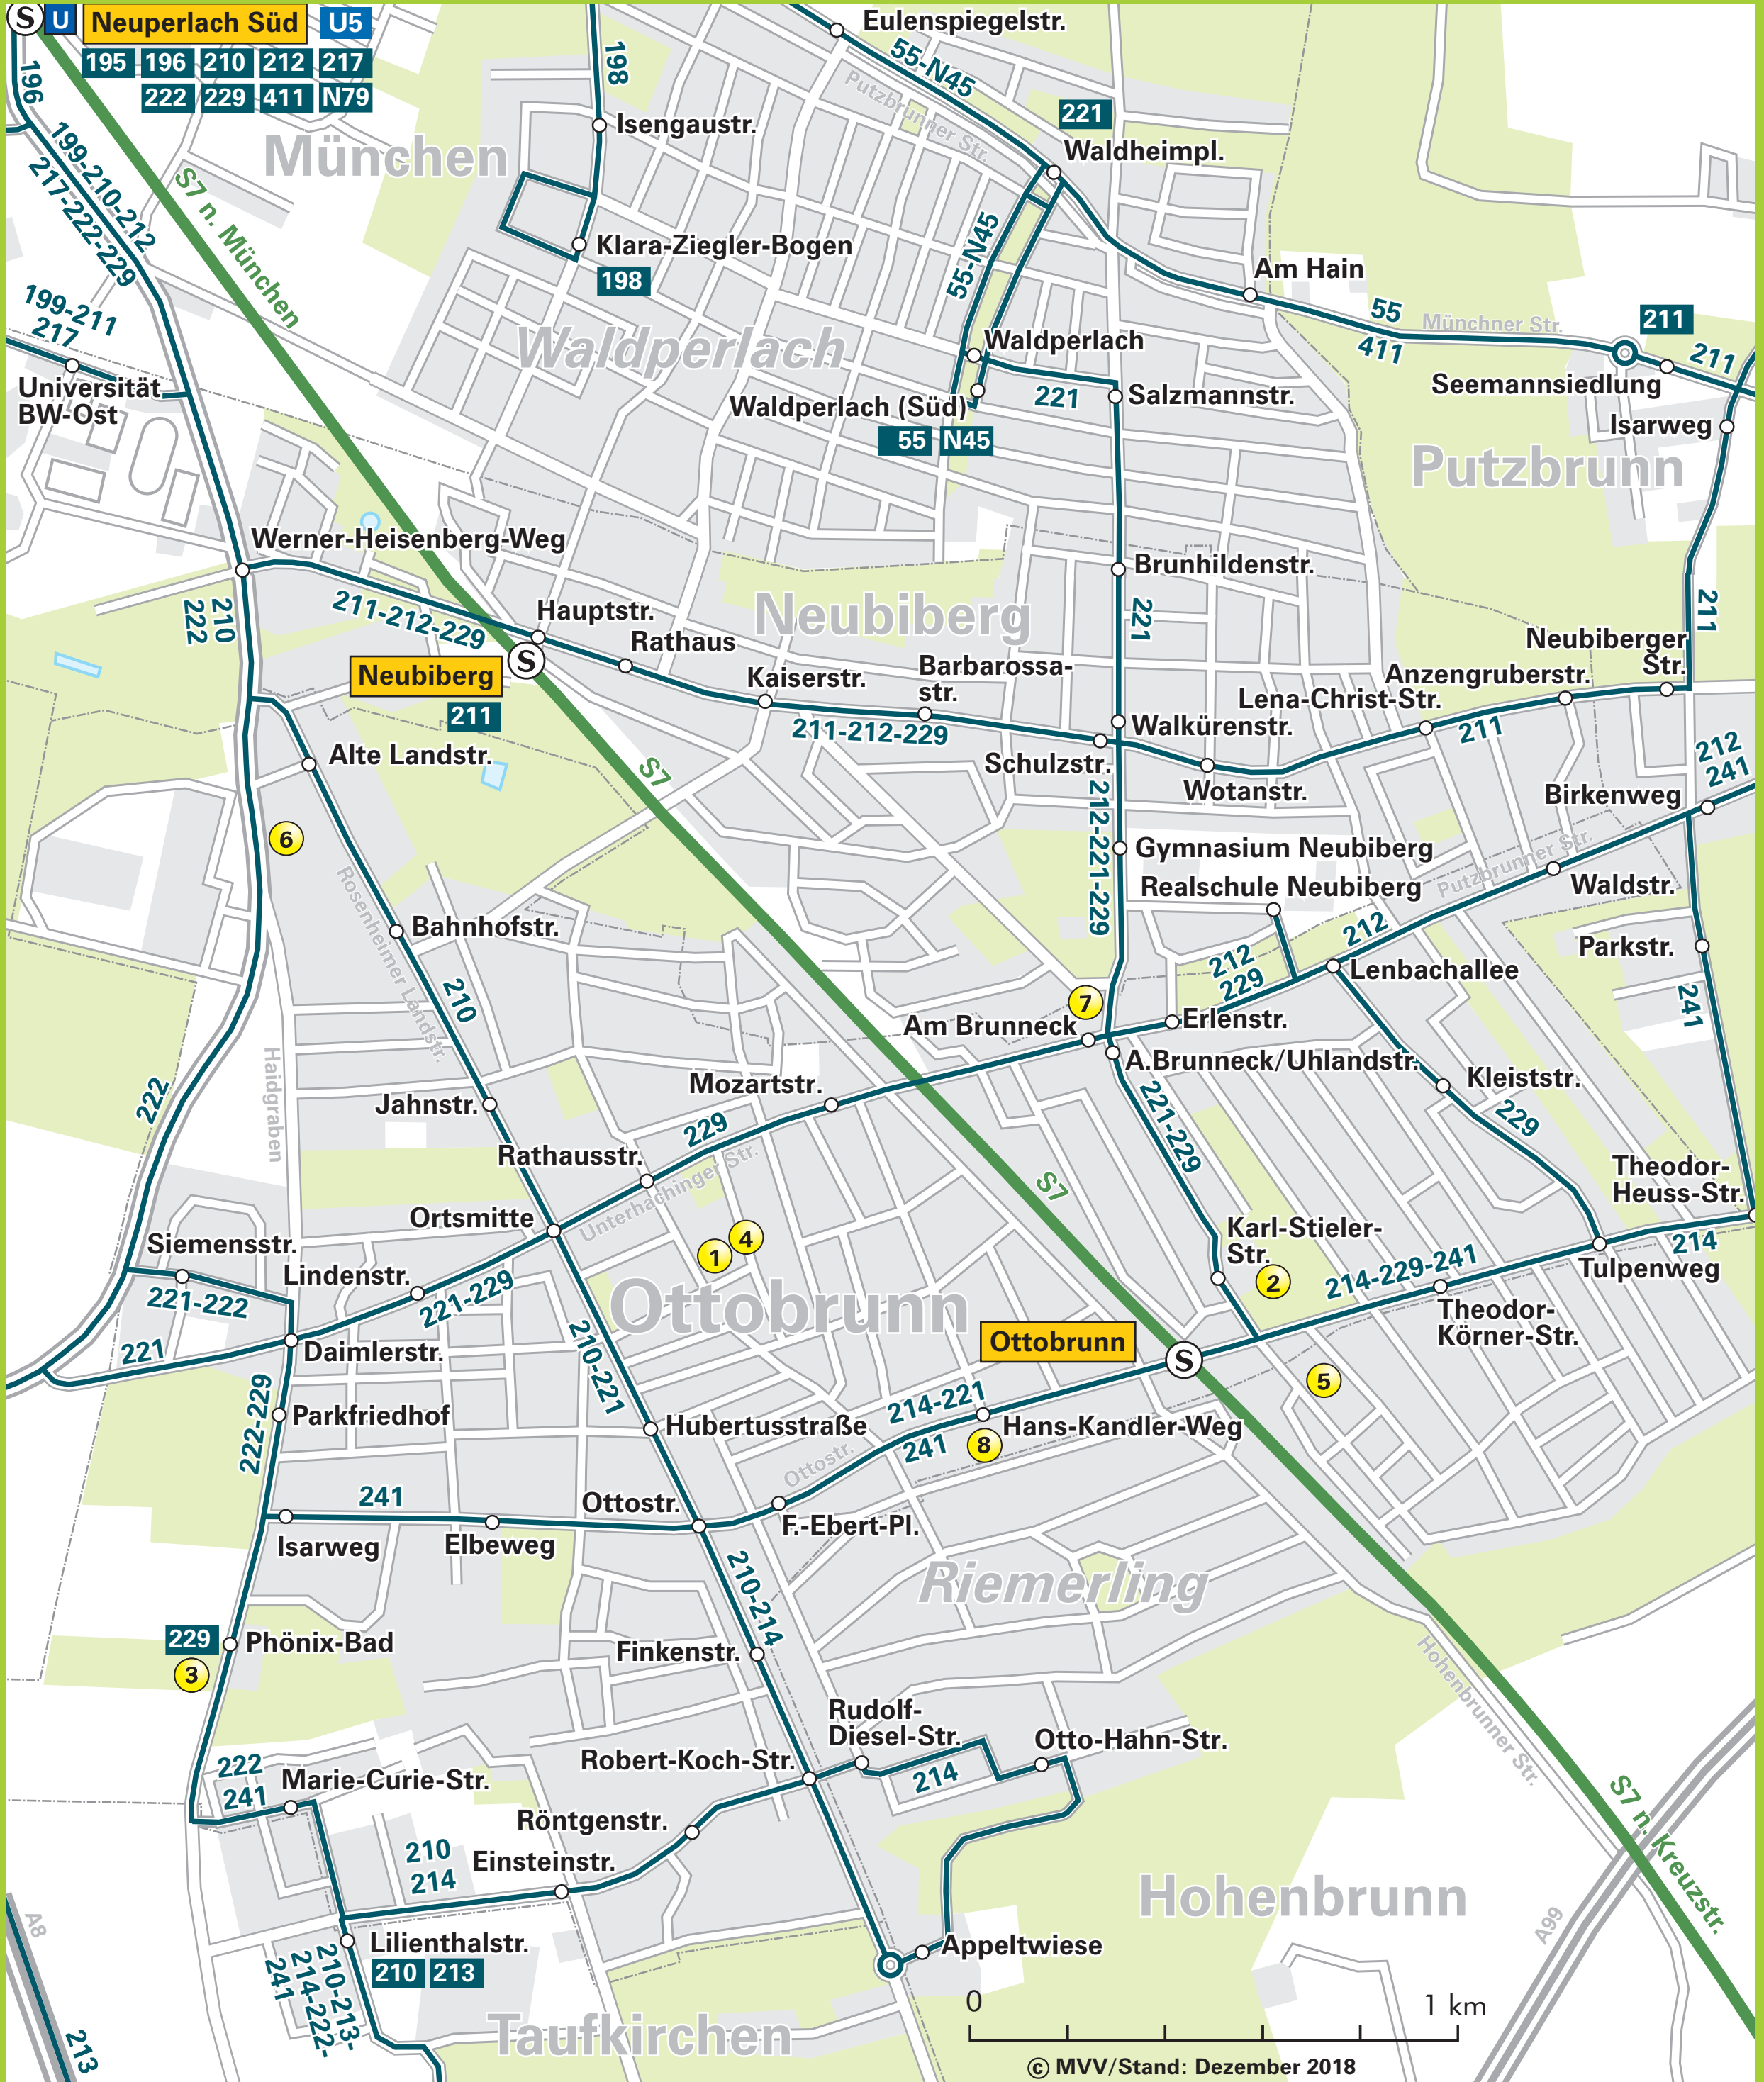 S U Neuperlach Süd U5
195 196 210 212 217
222 229 411 N79
196
199-210-212
217-222-229
S7 n. München
München
198
Isengaustr.
Klara-Ziegler-Bogen
198
Eulenspiegelstr.
55-N45
Putzbrunner Str.
221
Waldheimpl.
55-N45
Am Hain
55
411
Münchner Str.
211
211
Seemannsiedlung
Isarweg
Putzbrunn
Waldperlach
Waldperlach
221
Salzmannstr.
Waldperlach (Süd)
55 N45
199-211
217
Universität
BW-Ost
Werner-Heisenberg-Weg
210
222
211-212-229
Hauptstr.
S
Neubiberg
211
Rathaus
Neubiberg
Kaiserstr.
Barbarossa-
str.
211-212-229
Brunhildenstr.
221
Walkürenstr.
Schulzstr.
Wotanstr.
Lena-Christ-Str.
Anzengruberstr.
Neubiberger
Str.
211
211
212
241
Birkenweg
Alte Landstr.
S7
6
Rosenheimer Landstr.
Bahnhofstr.
210
212-221-229
Gymnasium Neubiberg
Realschule Neubiberg
Putzbrunner Str.
Waldstr.
212
212
229
Lenbachallee
Parkstr.
241
7
Am Brunneck
Erlenstr.
A.Brunneck/Uhlandstr.
Kleiststr.
229
221-229
222
Haidgraben
Jahnstr.
Mozartstr.
229
Rathausstr.
Unterhachinger Str.
S7
Theodor-
Heuss-Str.
Ortsmitte
Siemensstr.
221-222
Lindenstr.
221-229
221
Daimlerstr.
1
4
Ottobrunn
Karl-Stieler-
Str.
2
214-229-241
214
Tulpenweg
Theodor-
Körner-Str.
Ottobrunn
S
5
210-221
222-229
Parkfriedhof
Hubertusstraße
214-221
241
Hans-Kandler-Weg
8
Ottostr.
241
Isarweg
Elbeweg
Ottostr.
F.-Ebert-Pl.
Riemerling
210-214
229
Phönix-Bad
3
Finkenstr.
Hohenbrunner Str.
Rudolf-
Diesel-Str.
214
Otto-Hahn-Str.
Robert-Koch-Str.
222
241
Marie-Curie-Str.
Röntgenstr.
210
214
Einsteinstr.
S7 n. Kreuzstr.
Hohenbrunn
A99
A8
213
Lilienthalstr.
210 213
210-213-
214-222-
241
Appeltwiese
Taufkirchen
0 1 km
© MVV/Stand: Dezember 2018